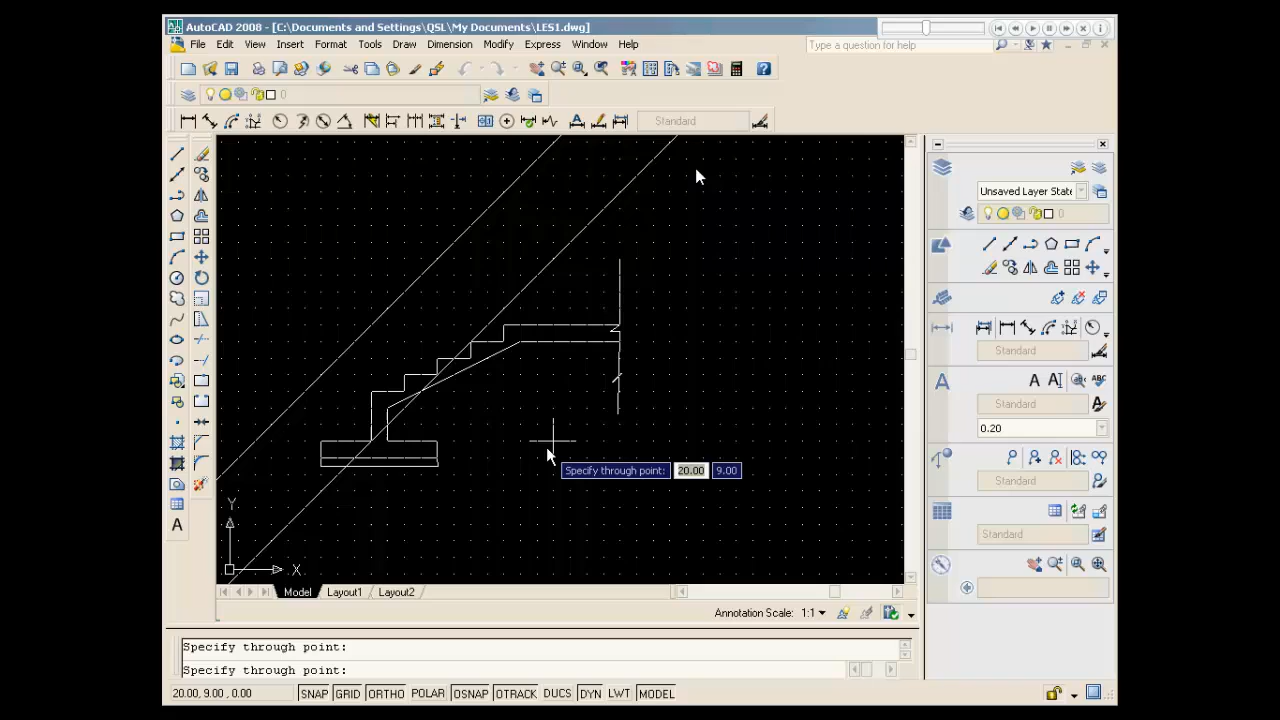 AutoCAD 2008 - [C:\Documents and Settings\QSL\My Documents\LES1.dwg]
File Edit View Insert Format Tools Draw Dimension Modify Express Window Help
Type a question for help
0
Standard
Unsaved Layer State
0
Standard
Standard
0.20
Standard
Standard
Specify through point: 20.00 9.00
Y
X
Model Layout1 Layout2
Annotation Scale: 1:1
Specify through point:
Specify through point:
20.00, 9.00 , 0.00 SNAP GRID ORTHO POLAR OSNAP OTRACK DUCS DYN LWT MODEL